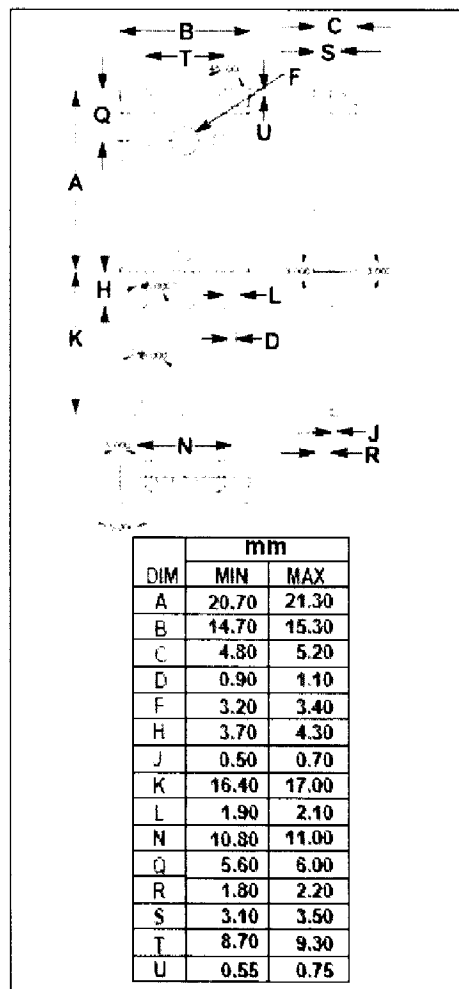 B
C
T
S
F
Q
U
A
H
L
K
D
N
J
R
mm
DIM MIN MAX
A 20.70 21.30
B 14.70 15.30
C 4.80 5.20
D 0.90 1.10
F 3.20 3.40
H 3.70 4.30
J 0.50 0.70
K 16.40 17.00
L 1.90 2.10
N 10.80 11.00
Q 5.60 6.00
R 1.80 2.20
S 3.10 3.50
T 8.70 9.30
U 0.55 0.75